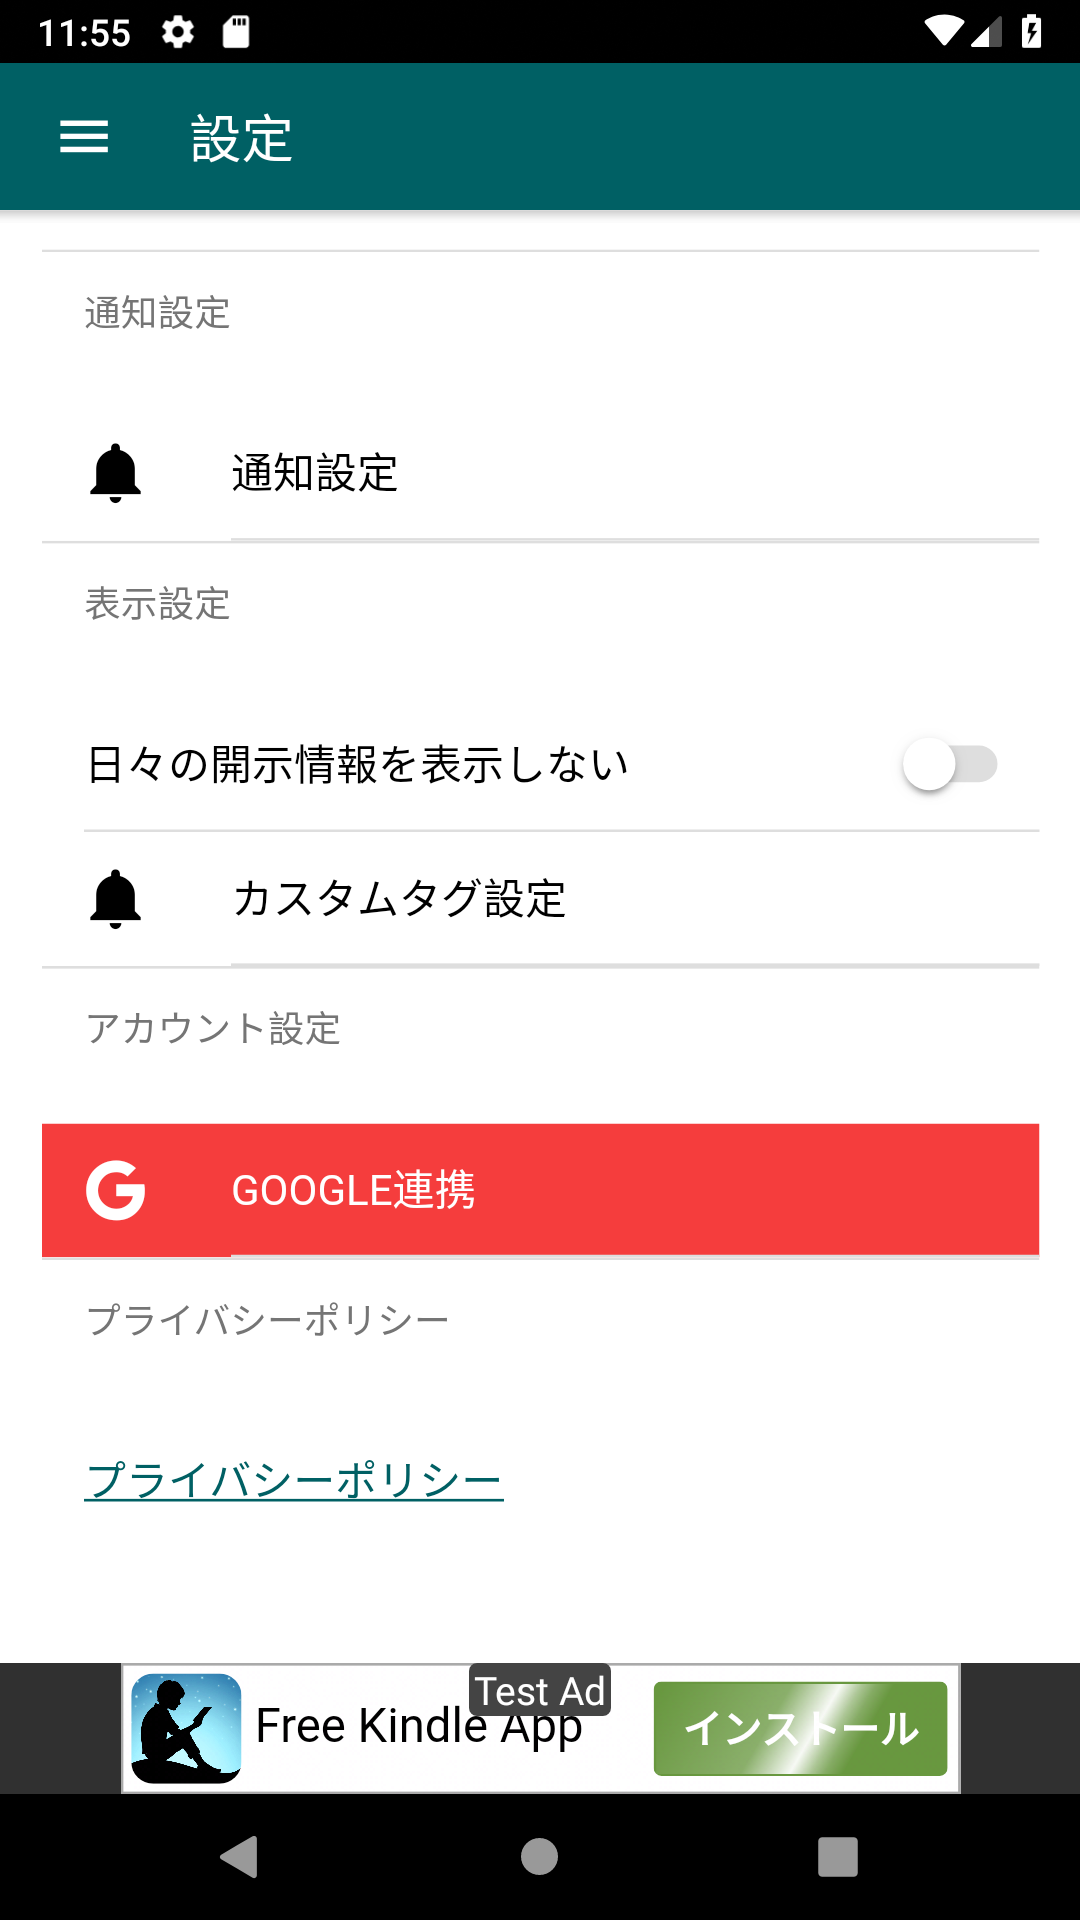 11:55
設定
通知設定
通知設定
表示設定
日々の開示情報を表示しない
カスタムタグ設定
アカウント設定
GOOGLE連携
プライバシーポリシー
プライバシーポリシー
Test Ad
Free Kindle App
インストール